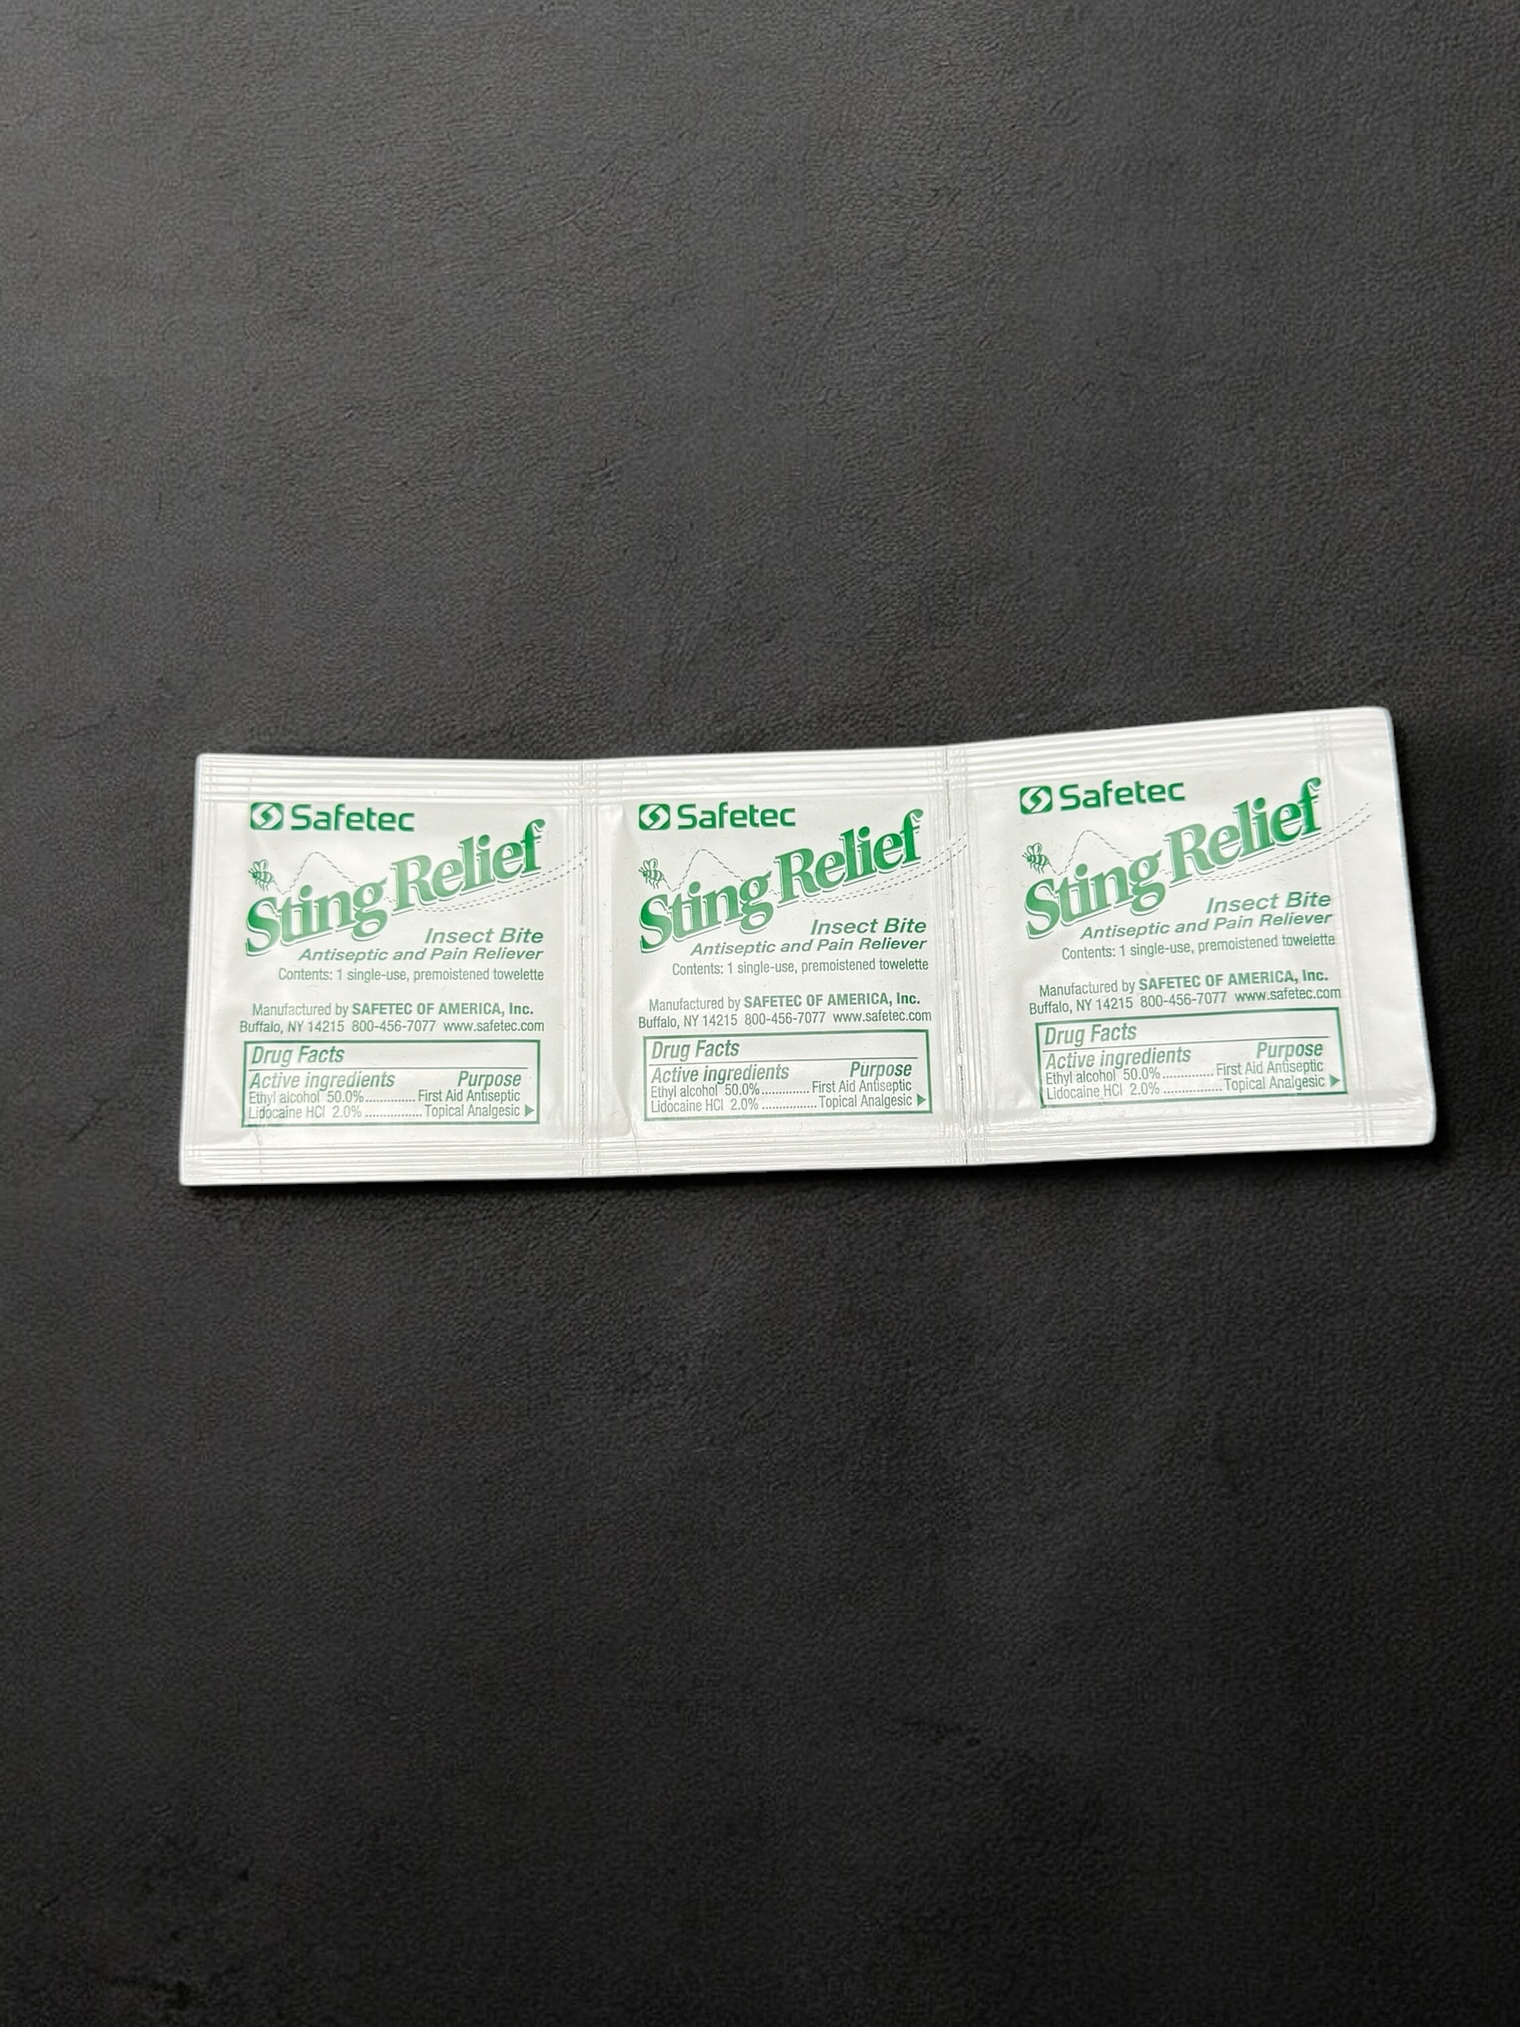 Safetec
Sting Relief
Insect Bite
Antiseptic and Pain Reliever
Contents: 1 single-use, premoistened towelette
Manufactured by SAFETEC OF AMERICA, Inc.
Buffalo, NY 14215 800-456-7077 www.safetec.com
Drug Facts
Active ingredients Purpose
Ethyl alcohol 50.0%.............. First Aid Antiseptic
Lidocaine HCl 2.0% ............... Topical Analgesic
Safetec
Sting Relief
Insect Bite
Antiseptic and Pain Reliever
Contents: 1 single-use, premoistened towelette
Manufactured by SAFETEC OF AMERICA, Inc.
Buffalo, NY 14215 800-456-7077 www.safetec.com
Drug Facts
Active ingredients Purpose
Ethyl alcohol 50.0%.............. First Aid Antiseptic
Lidocaine HCl 2.0% ............... Topical Analgesic
Safetec
Sting Relief
Insect Bite
Antiseptic and Pain Reliever
Contents: 1 single-use, premoistened towelette
Manufactured by SAFETEC OF AMERICA, Inc.
Buffalo, NY 14215 800-456-7077 www.safetec.com
Drug Facts
Active ingredients Purpose
Ethyl alcohol 50.0%.............. First Aid Antiseptic
Lidocaine HCl 2.0% ............... Topical Analgesic